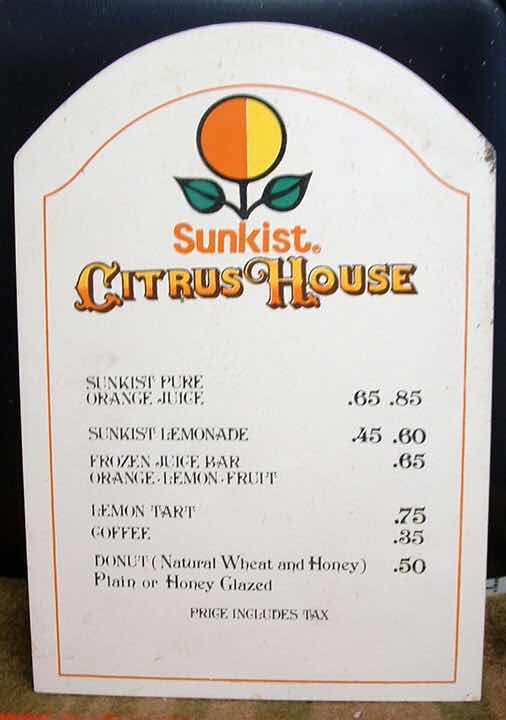 Sunkist®
CITRUS HOUSE
SUNKIST PURE
ORANGE JUICE .65 .85
SUNKIST LEMONADE .45 .60
FROZEN JUICE BAR .65
ORANGE-LEMON-FRUIT
LEMON TART .75
COFFEE .35
DONUT (Natural Wheat and Honey) .50
Plain or Honey Glazed
PRICE INCLUDES TAX